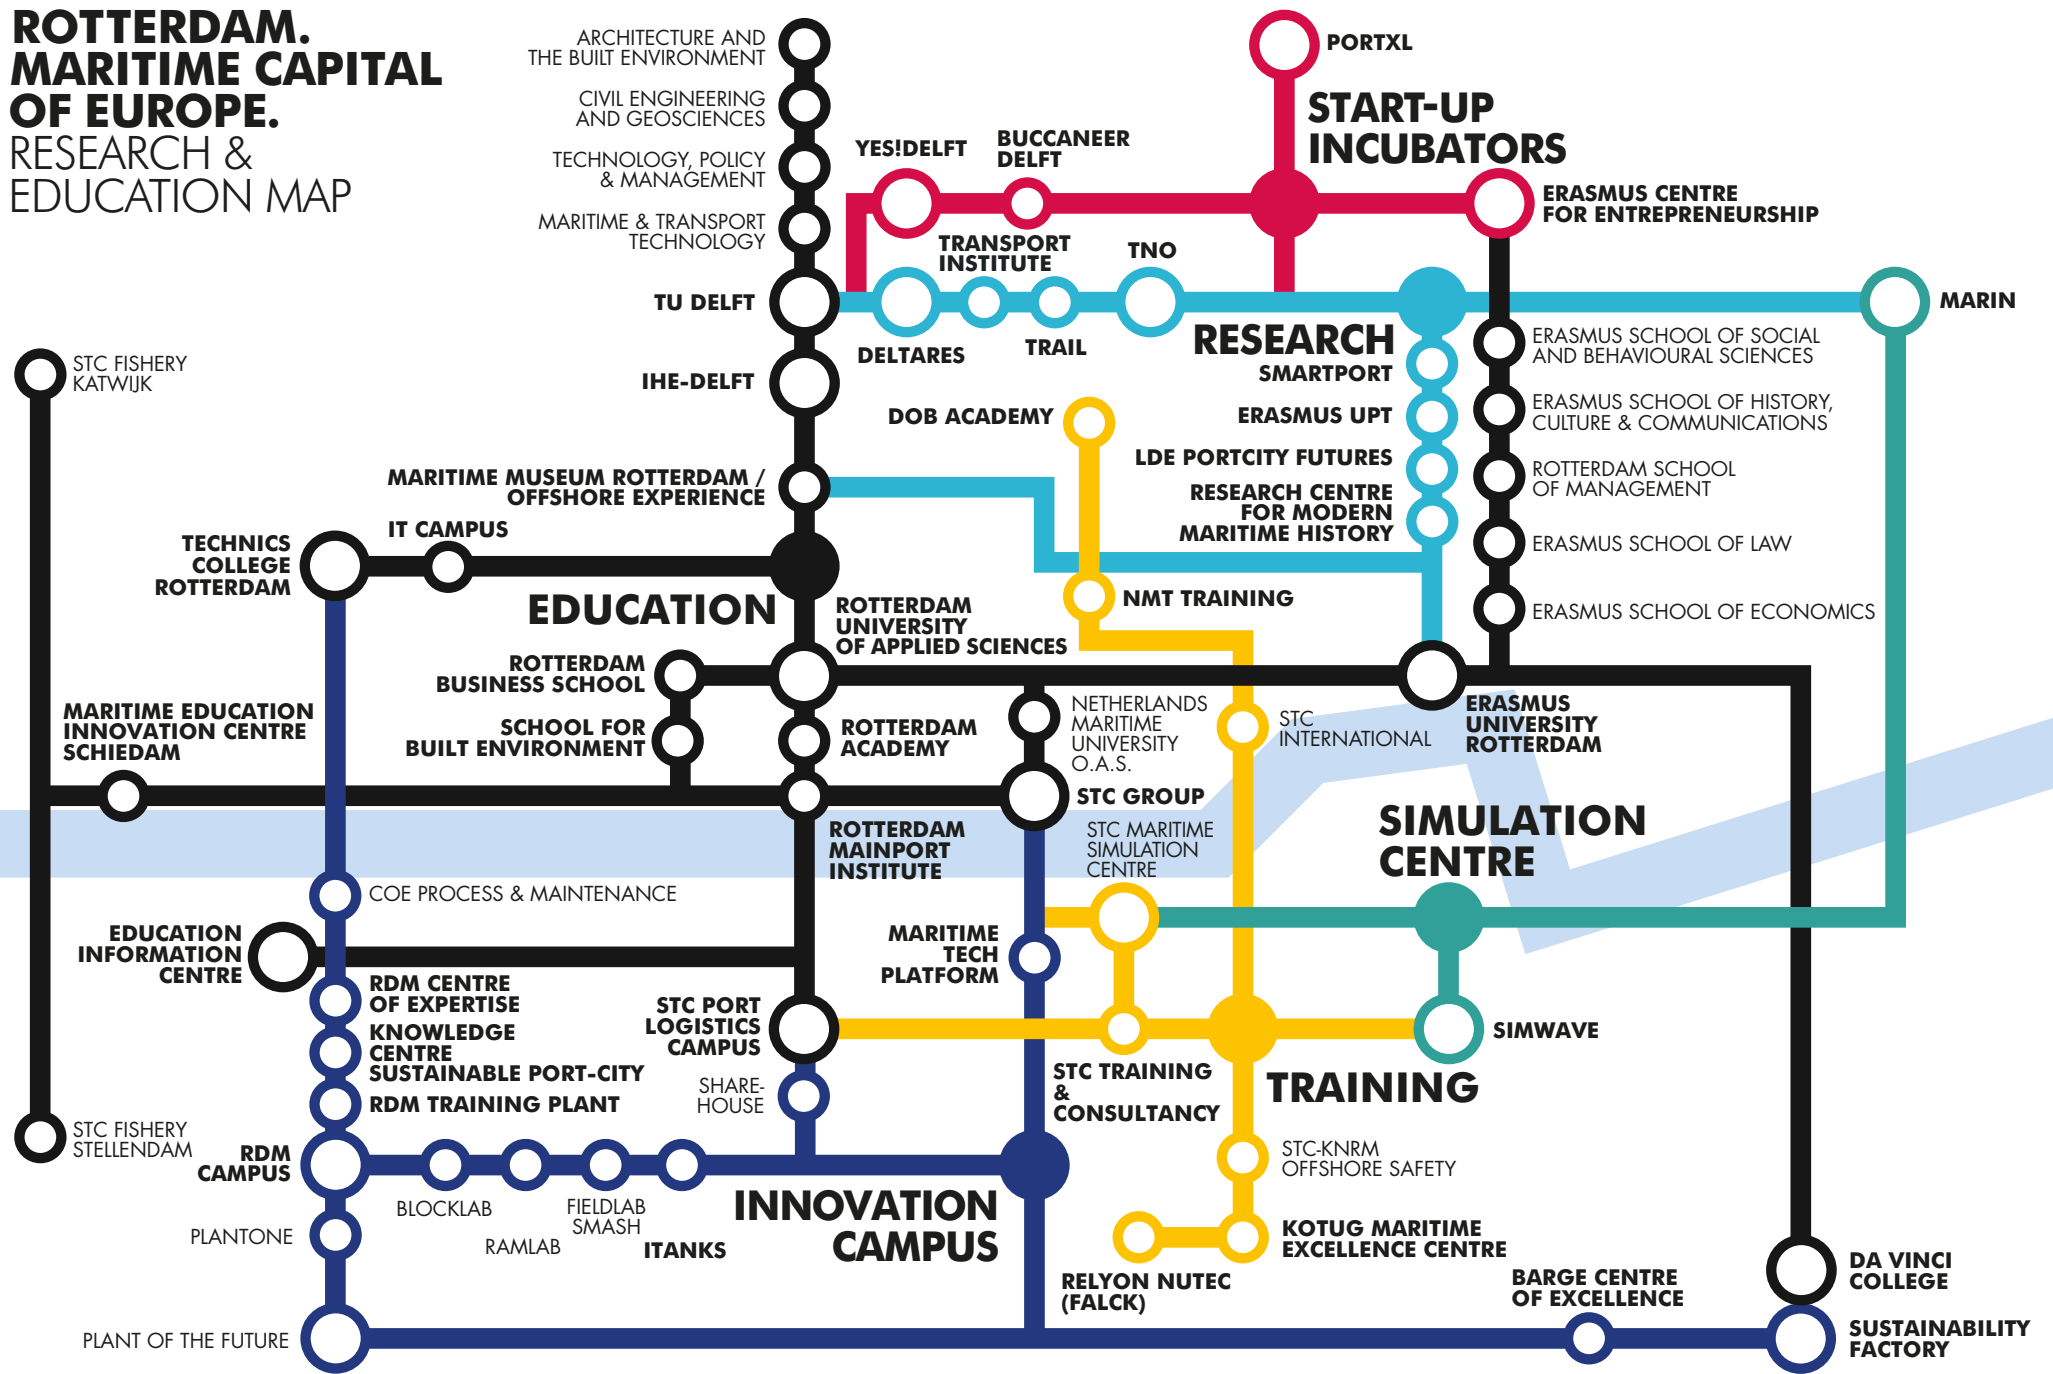 ROTTERDAM.
MARITIME CAPITAL
OF EUROPE.
RESEARCH &
EDUCATION MAP
ARCHITECTURE AND
THE BUILT ENVIRONMENT
CIVIL ENGINEERING
AND GEOSCIENCES
TECHNOLOGY, POLICY
& MANAGEMENT
MARITIME & TRANSPORT
TECHNOLOGY
TU DELFT
IHE-DELFT
MARITIME MUSEUM ROTTERDAM /
OFFSHORE EXPERIENCE
PORTXL
START-UP
INCUBATORS
YES!DELFT
BUCCANEER
DELFT
ERASMUS CENTRE
FOR ENTREPRENEURSHIP
TRANSPORT
INSTITUTE
TNO
DELTARES
TRAIL
MARIN
RESEARCH
SMARTPORT
ERASMUS UPT
LDE PORTCITY FUTURES
RESEARCH CENTRE
FOR MODERN
MARITIME HISTORY
ERASMUS SCHOOL OF SOCIAL
AND BEHAVIOURAL SCIENCES
ERASMUS SCHOOL OF HISTORY,
CULTURE & COMMUNICATIONS
ROTTERDAM SCHOOL
OF MANAGEMENT
ERASMUS SCHOOL OF LAW
ERASMUS SCHOOL OF ECONOMICS
STC FISHERY
KATWIJK
DOB ACADEMY
NMT TRAINING
IT CAMPUS
TECHNICS
COLLEGE
ROTTERDAM
EDUCATION
ROTTERDAM
UNIVERSITY
OF APPLIED SCIENCES
ROTTERDAM
BUSINESS SCHOOL
SCHOOL FOR
BUILT ENVIRONMENT
ROTTERDAM
ACADEMY
NETHERLANDS
MARITIME
UNIVERSITY
O.A.S.
STC
INTERNATIONAL
ERASMUS
UNIVERSITY
ROTTERDAM
MARITIME EDUCATION
INNOVATION CENTRE
SCHIEDAM
STC GROUP
ROTTERDAM
MAINPORT
INSTITUTE
STC MARITIME
SIMULATION
CENTRE
SIMULATION
CENTRE
COE PROCESS & MAINTENANCE
EDUCATION
INFORMATION
CENTRE
MARITIME
TECH
PLATFORM
RDM CENTRE
OF EXPERTISE
KNOWLEDGE
CENTRE
SUSTAINABLE PORT-CITY
RDM TRAINING PLANT
STC PORT
LOGISTICS
CAMPUS
SIMWAVE
STC TRAINING
&
CONSULTANCY
TRAINING
SHARE-
HOUSE
STC FISHERY
STELLENDAM
RDM
CAMPUS
BLOCKLAB
RAMLAB
FIELDLAB
SMASH
ITANKS
INNOVATION
CAMPUS
STC-KNRM
OFFSHORE SAFETY
PLANTONE
KOTUG MARITIME
EXCELLENCE CENTRE
RELYON NUTEC
(FALCK)
BARGE CENTRE
OF EXCELLENCE
DA VINCI
COLLEGE
PLANT OF THE FUTURE
SUSTAINABILITY
FACTORY